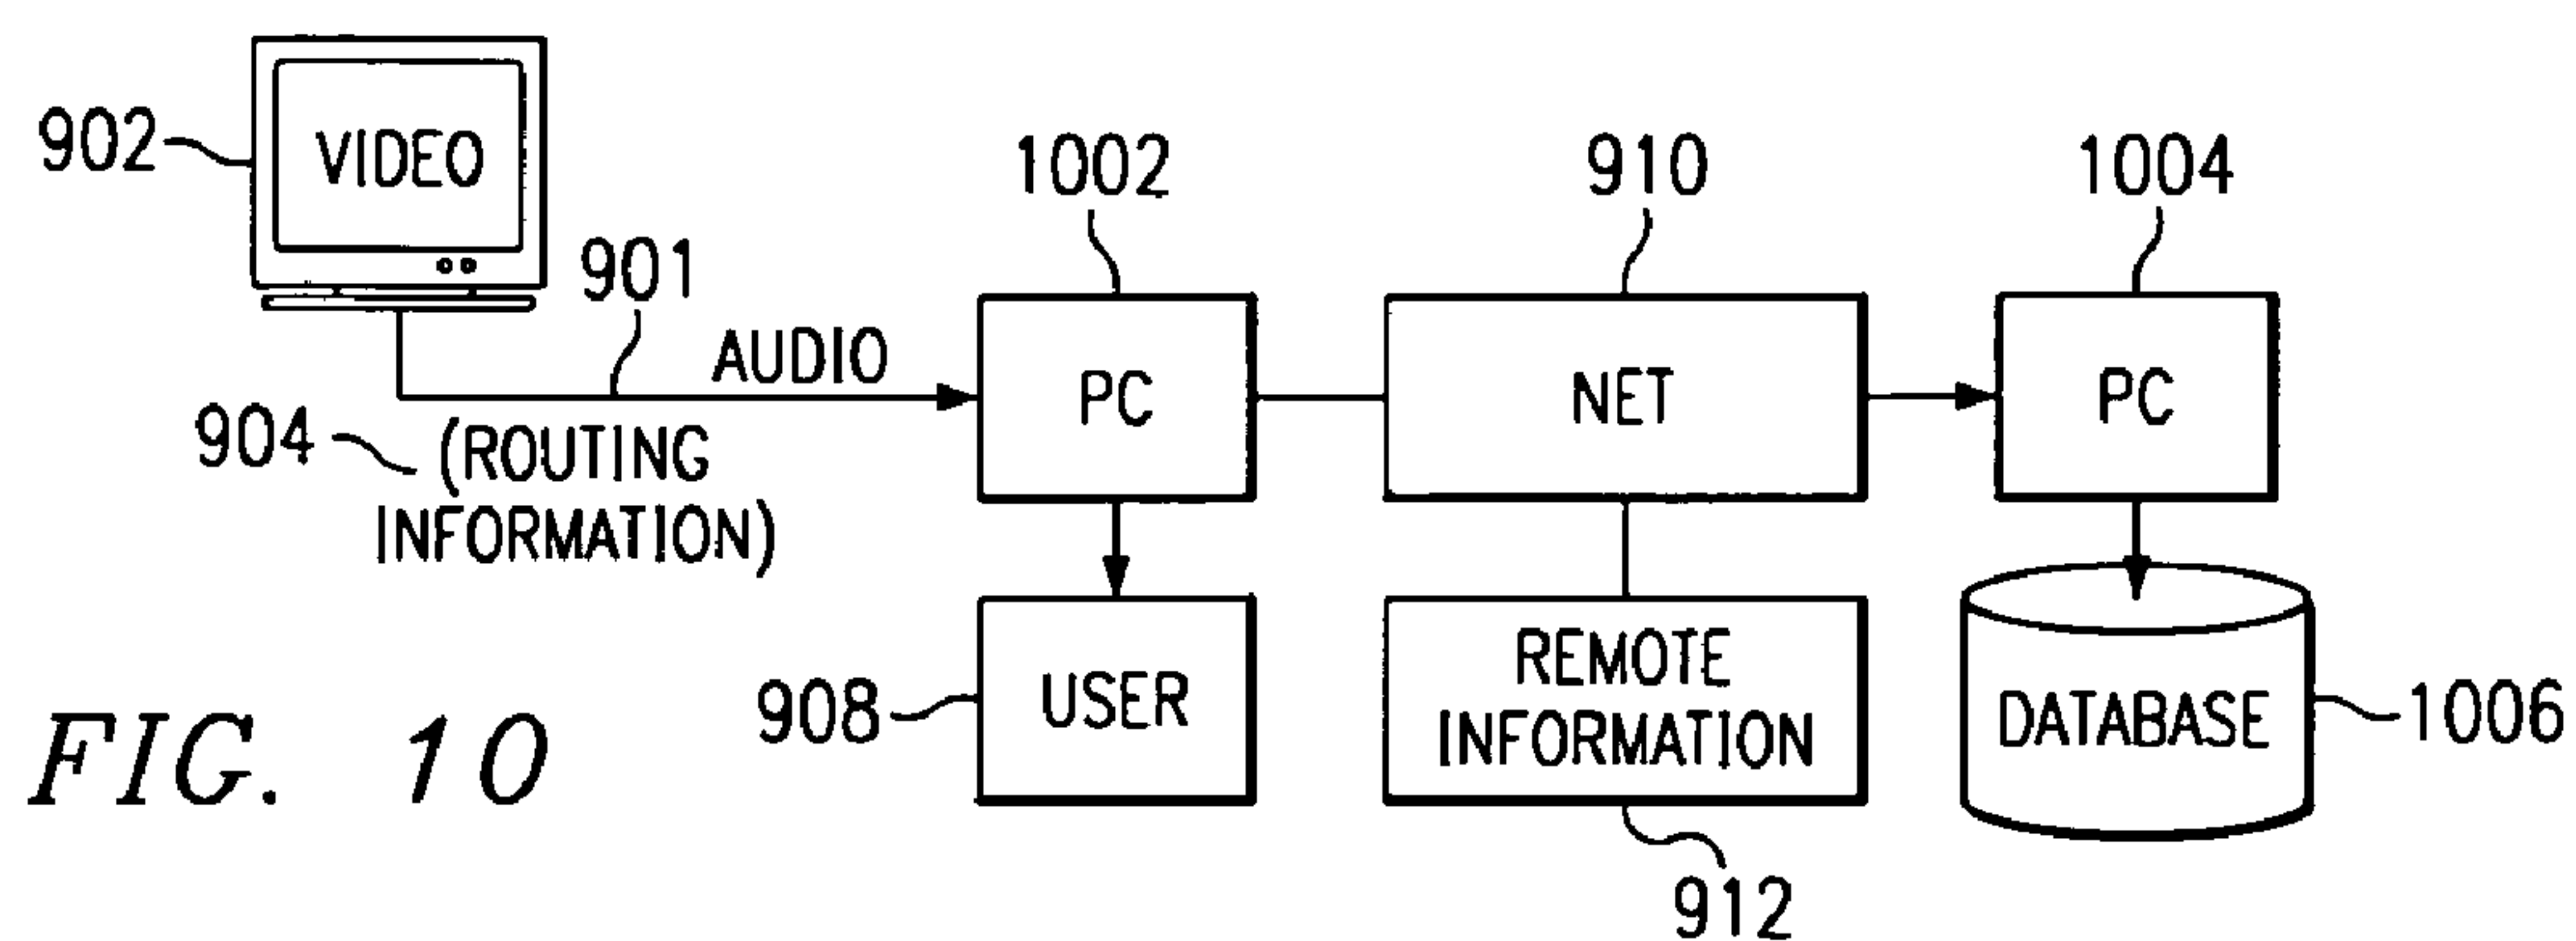 902
VIDEO
1002
910
1004
901
AUDIO
PC
NET
PC
904
(ROUTING
INFORMATION)
908
USER
REMOTE
INFORMATION
DATABASE
1006
912
FIG. 10